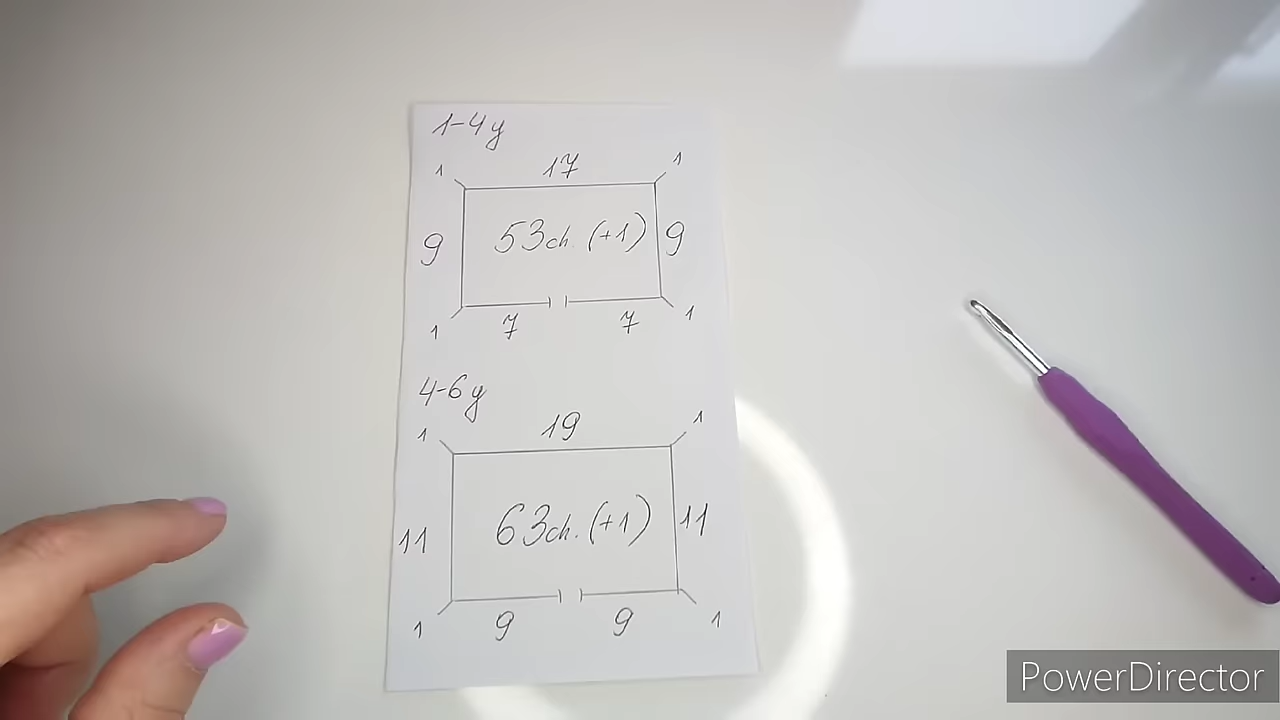 1-4y
1 17 1
9 53ch. (+1) 9
1 7 7 1
4-6y
1 19 1
11 63ch. (+1) 11
1 9 9 1
PowerDirector